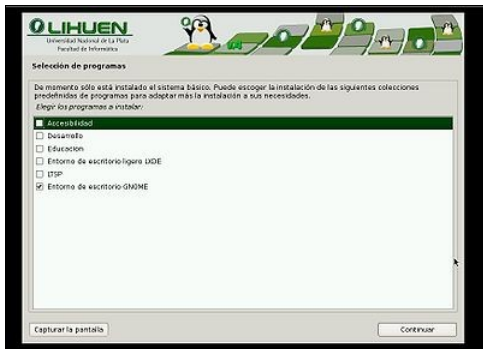 LIHUEN
Universidad Nacional de La Plata
Facultad de Informática
Selección de programas
De momento sólo está instalado el sistema básico. Puede escoger la instalación de las siguientes colecciones
predefinidas de programas para adaptar más la instalación a sus necesidades.
Elegir los programas a instalar:
Accesibilidad
Desarrollo
Educacion
Entorno de escritorio ligero LXDE
LTSP
Entorno de escritorio GNOME
Capturar la pantalla
Continuar